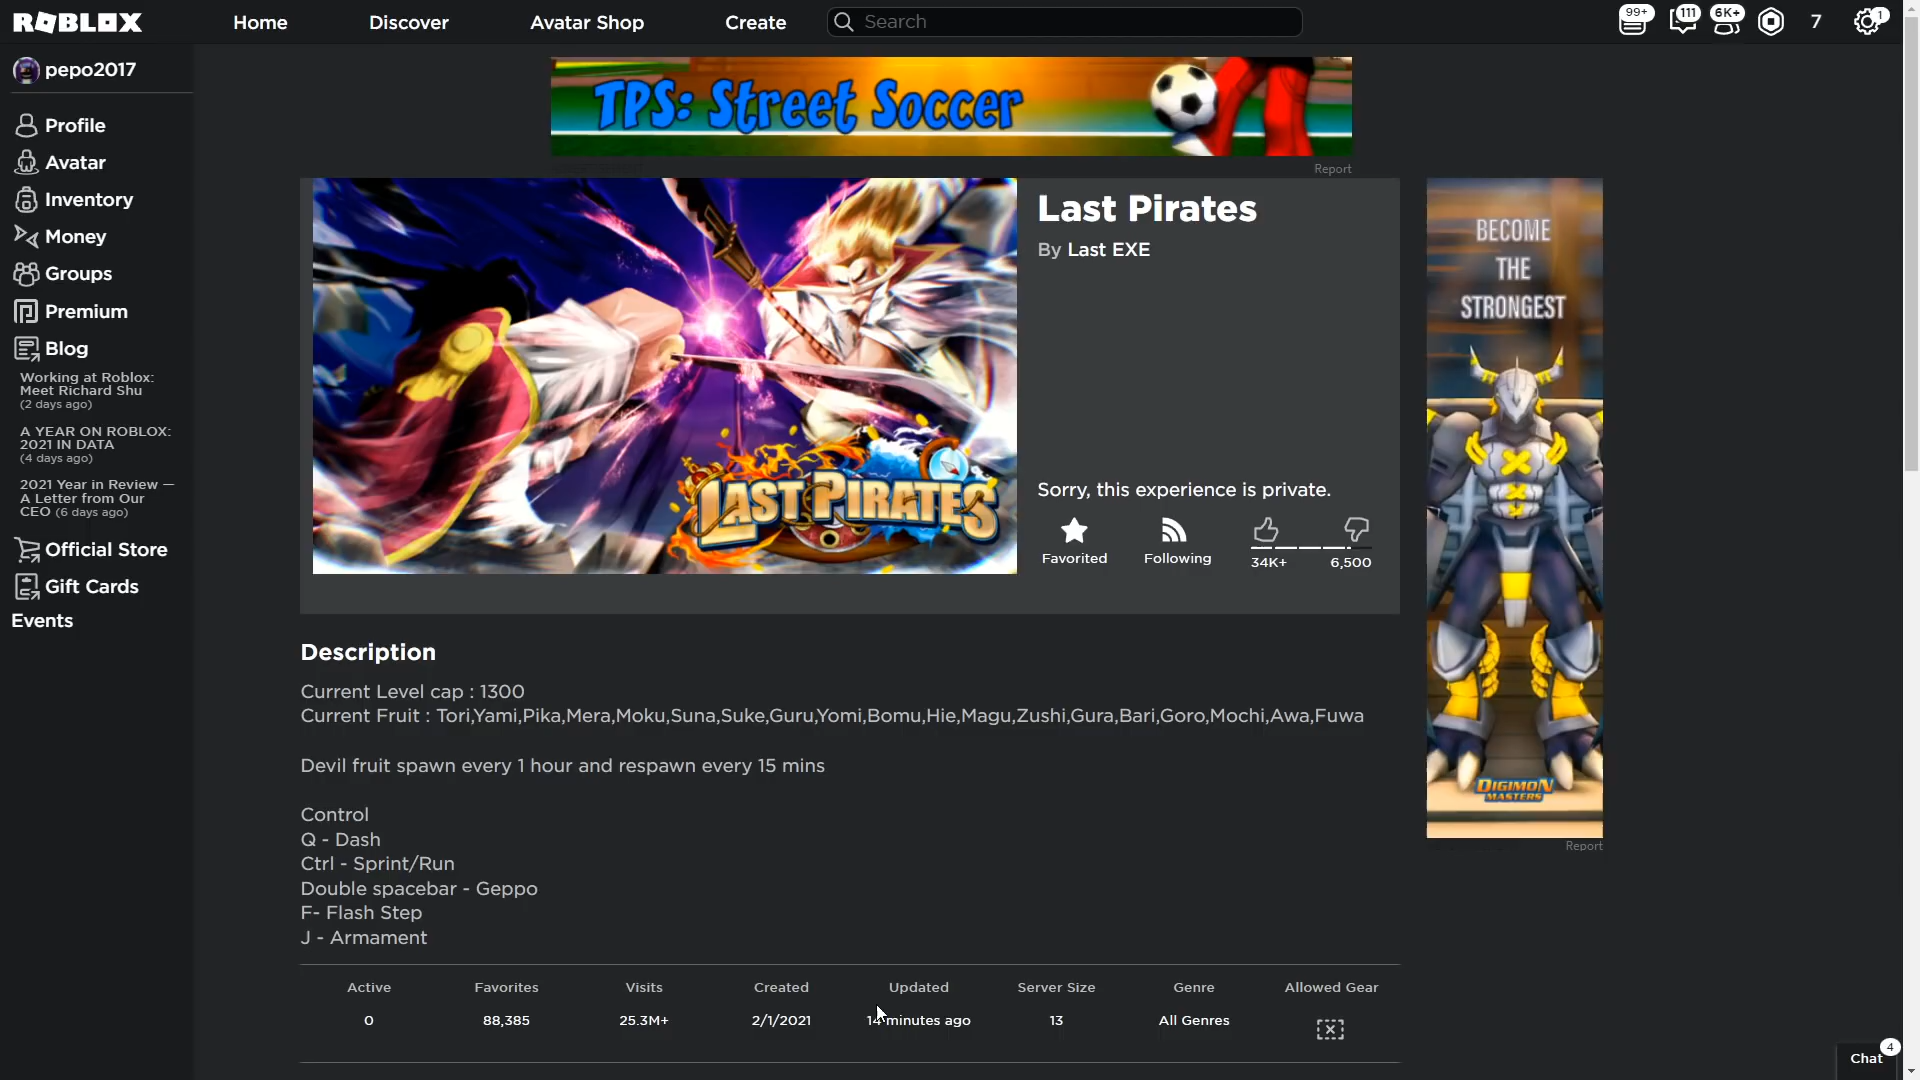 ROBLOX
Home
Discover
Avatar Shop
Create
Search
99+
111
6K+
7
1
pepo2017
Profile
Avatar
Inventory
Money
Groups
Premium
Blog
Working at Roblox:
Meet Richard Shu
(2 days ago)
A YEAR ON ROBLOX:
2021 IN DATA
(4 days ago)
2021 Year in Review —
A Letter from Our
CEO (6 days ago)
Official Store
Gift Cards
Events
TPS: Street Soccer
Report
LAST PIRATES
Last Pirates
By Last EXE
Sorry, this experience is private.
Favorited
Following
34K+
6,500
BECOME
THE
STRONGEST
DIGIMON
MASTERS
Report
Description
Current Level cap : 1300
Current Fruit : Tori,Yami,Pika,Mera,Moku,Suna,Suke,Guru,Yomi,Bomu,Hie,Magu,Zushi,Gura,Bari,Goro,Mochi,Awa,Fuwa
Devil fruit spawn every 1 hour and respawn every 15 mins
Control
Q - Dash
Ctrl - Sprint/Run
Double spacebar - Geppo
F- Flash Step
J - Armament
Active Favorites Visits Created Updated Server Size Genre Allowed Gear
0 88,385 25.3M+ 2/1/2021 14 minutes ago 13 All Genres
Chat
4